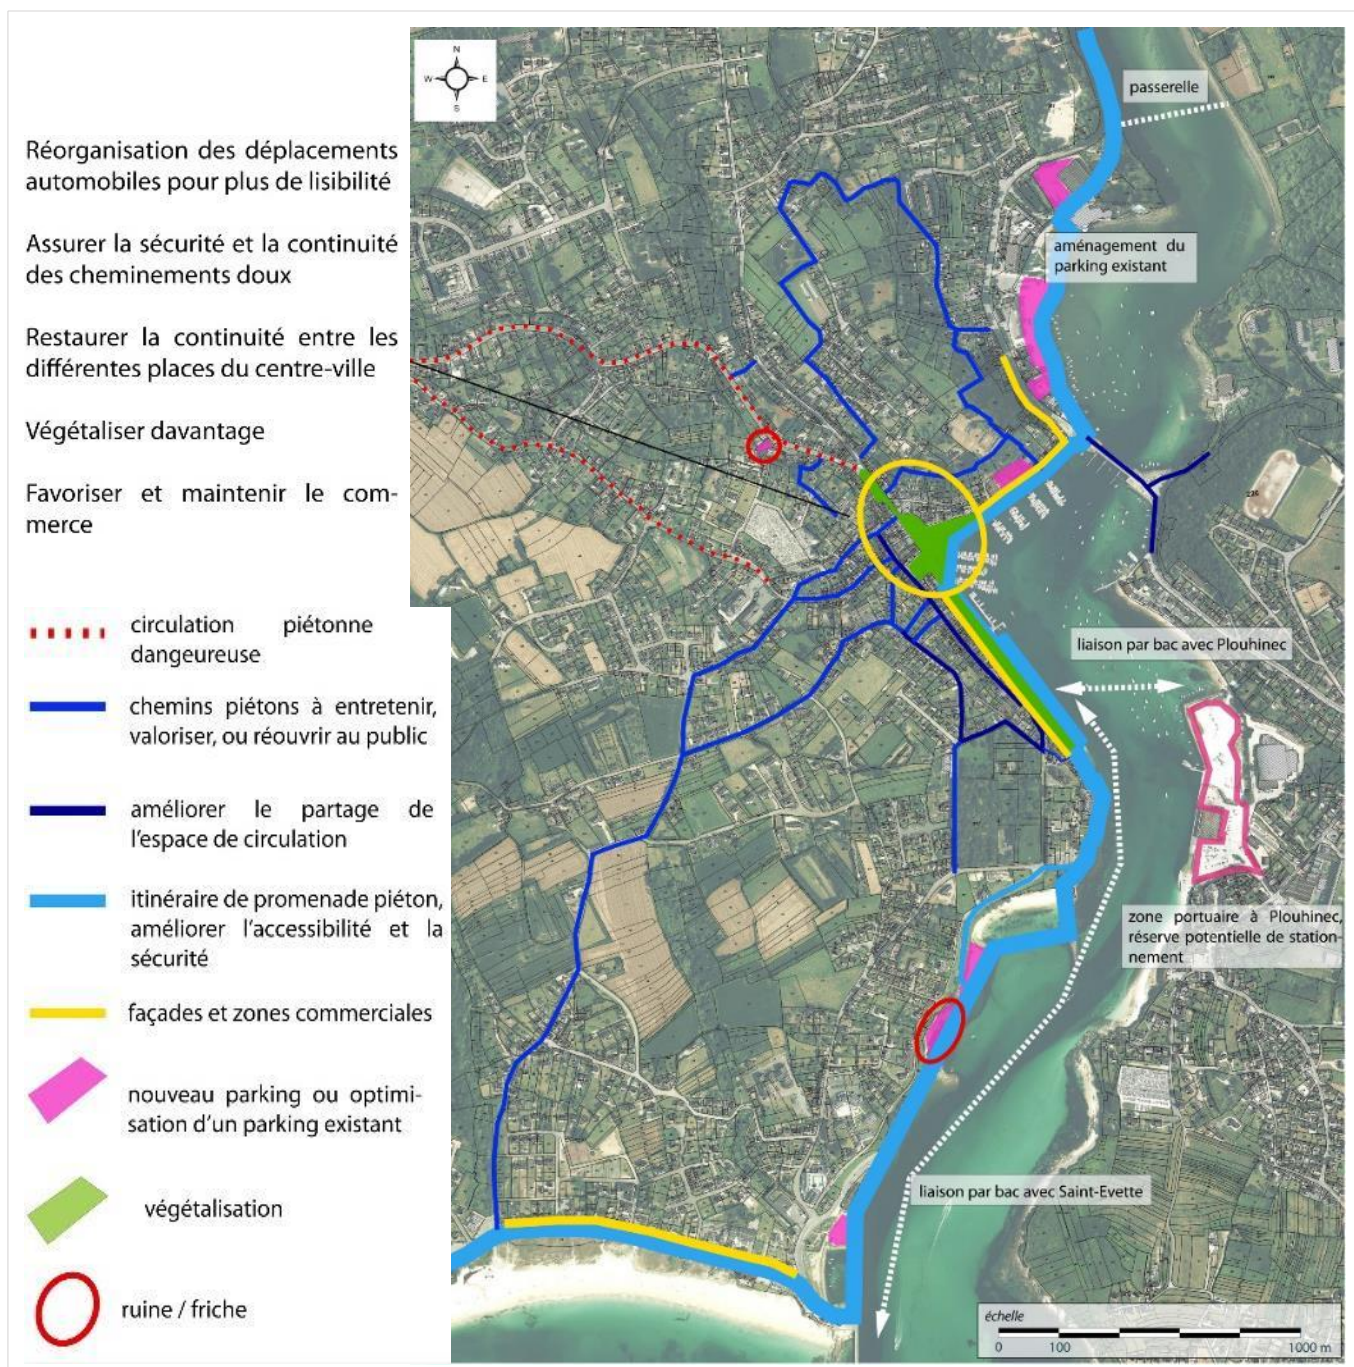 Réorganisation des déplacements
automobiles pour plus de lisibilité
Assurer la sécurité et la continuité
des cheminements doux
Restaurer la continuité entre les
différentes places du centre-ville
Végétaliser davantage
Favoriser et maintenir le com-
merce
circulation piétonne
dangeureuse
chemins piétons à entretenir,
valoriser, ou réouvrir au public
améliorer le partage de
l'espace de circulation
itinéraire de promenade piéton,
améliorer l'accessibilité et la
sécurité
façades et zones commerciales
nouveau parking ou optimi-
sation d'un parking existant
végétalisation
ruine / friche
N
W E
S
passerelle
aménagement du
parking existant
liaison par bac avec Plouhinec
zone portuaire à Plouhinec,
réserve potentielle de station-
nement
liaison par bac avec Saint-Evette
échelle
0 100 1000 m